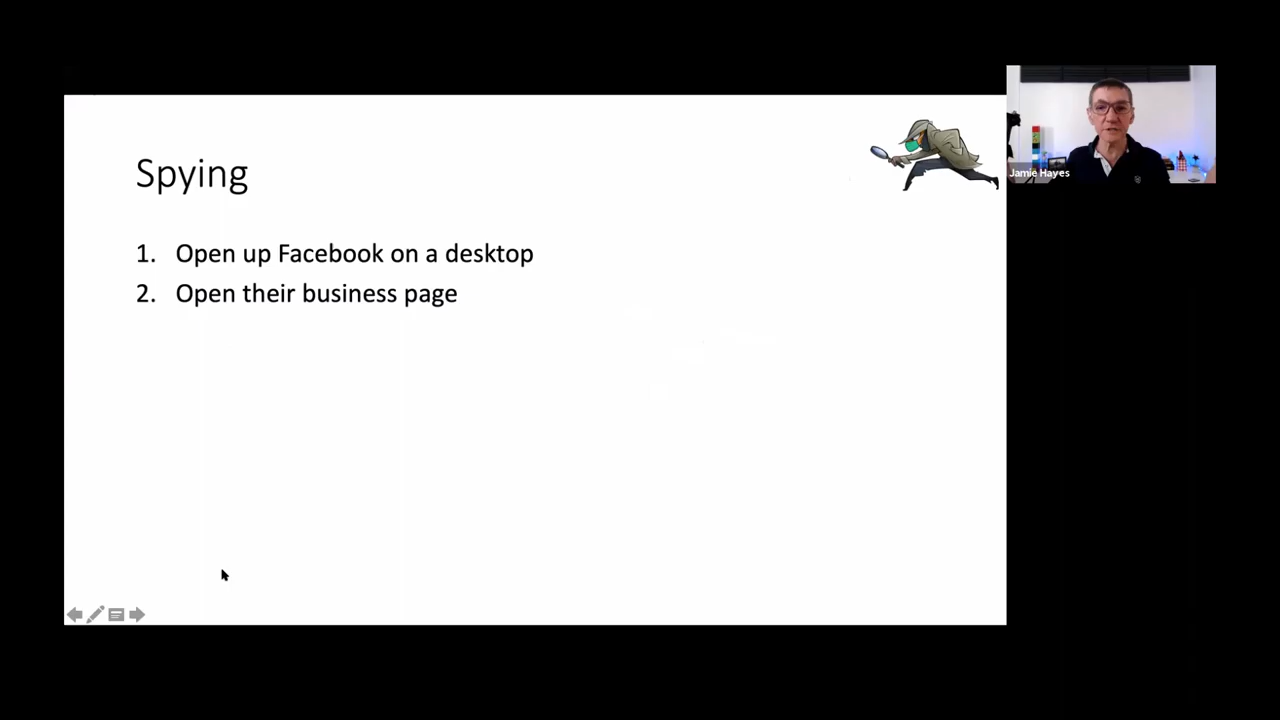 Spying
1. Open up Facebook on a desktop
2. Open their business page
Jamie Hayes